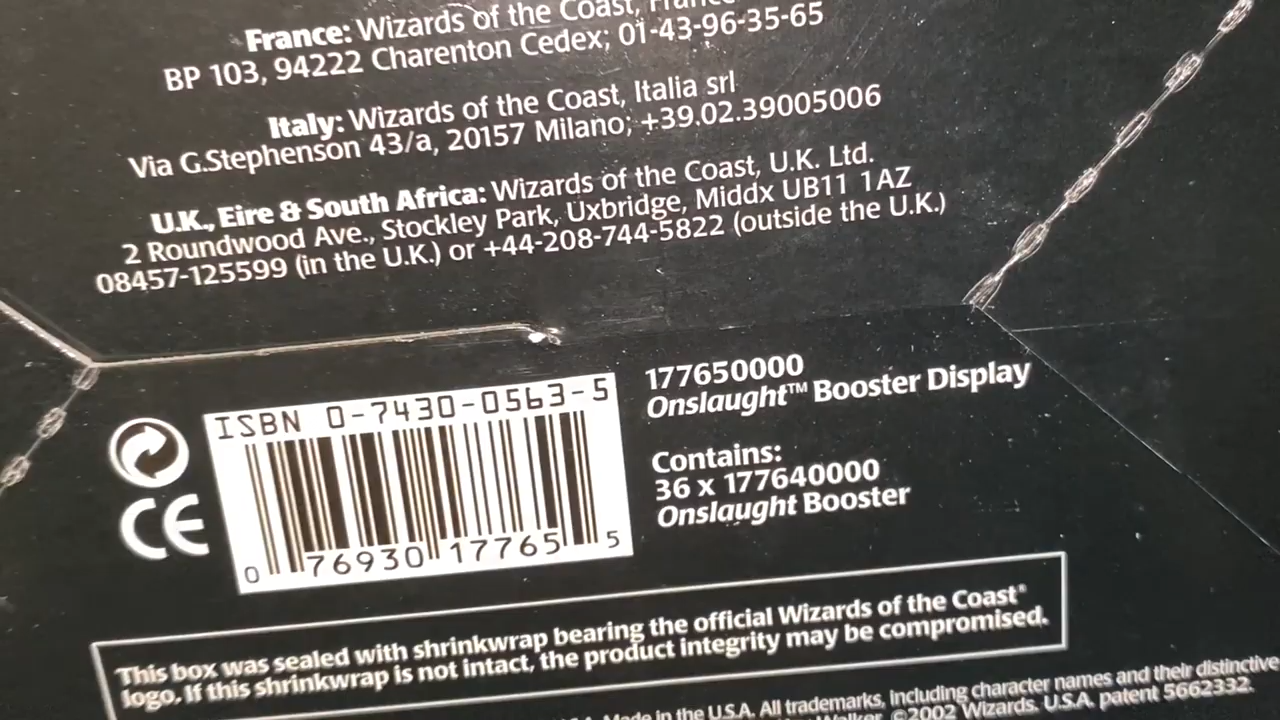 France: Wizards of the Coast, France
BP 103, 94222 Charenton Cedex; 01-43-96-35-65
Italy: Wizards of the Coast, Italia srl
Via G.Stephenson 43/a, 20157 Milano; +39.02.39005006
U.K., Eire & South Africa: Wizards of the Coast, U.K. Ltd.
2 Roundwood Ave., Stockley Park, Uxbridge, Middx UB11 1AZ
08457-125599 (in the U.K.) or +44-208-744-5822 (outside the U.K.)
ISBN 0-7430-0563-5
0 76930 17765 5
CE
177650000
Onslaught™ Booster Display
Contains:
36 x 177640000
Onslaught Booster
This box was sealed with shrinkwrap bearing the official Wizards of the Coast®
logo. If this shrinkwrap is not intact, the product integrity may be compromised.
Made in the U.S.A. All trademarks, including character names and their distinctive
Walker. ©2002 Wizards. U.S.A. patent 5662332.